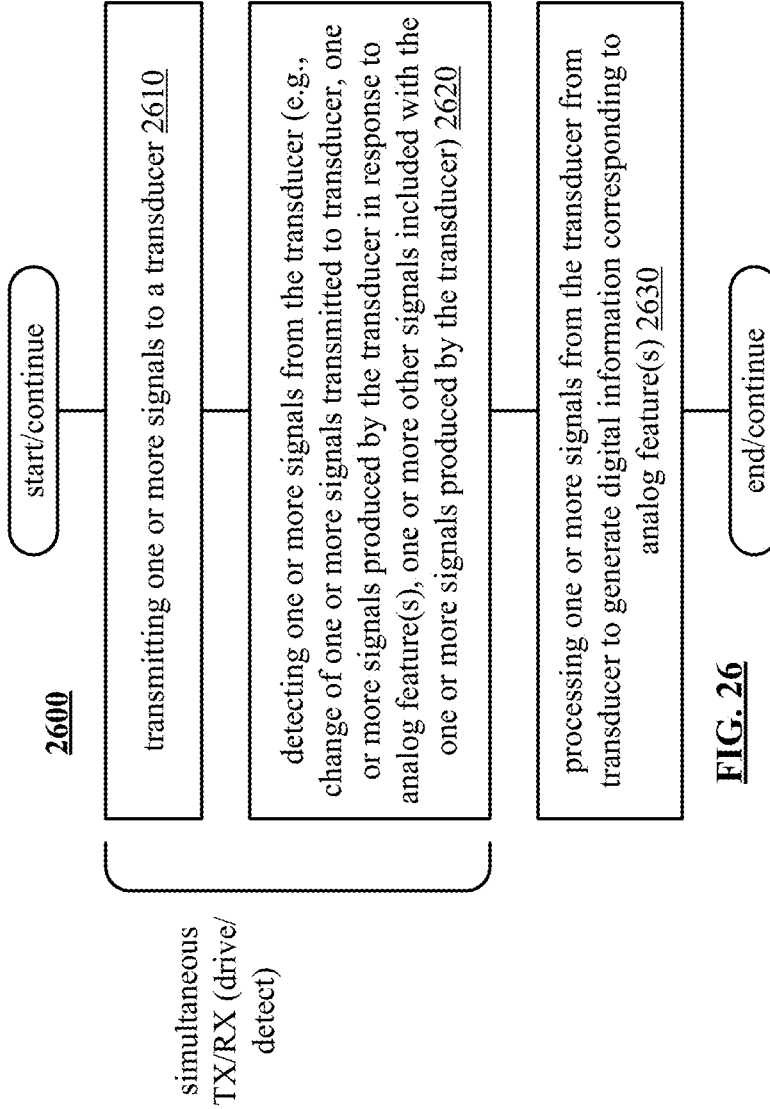 2600
start/continue
transmitting one or more signals to a transducer 2610
simultaneous
TX/RX (drive/
detect)
detecting one or more signals from the transducer (e.g.,
change of one or more signals transmitted to transducer, one
or more signals produced by the transducer in response to
analog feature(s), one or more other signals included with the
one or more signals produced by the transducer) 2620
processing one or more signals from the transducer from
transducer to generate digital information corresponding to
analog feature(s) 2630
end/continue
FIG. 26